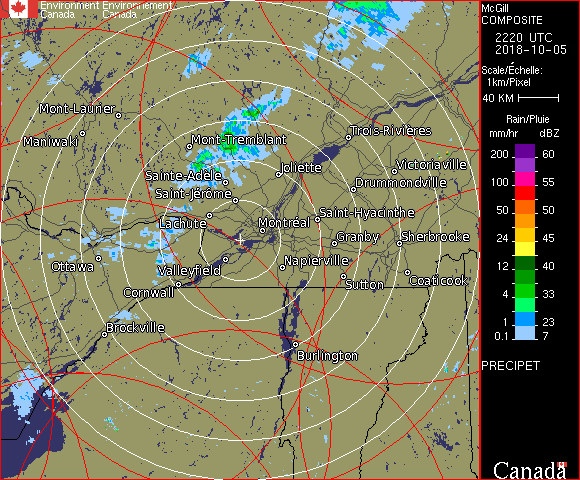 Environment Environnement
Canada Canada
Mont-Laurier
Maniwaki
Mont-Tremblant
Trois-Rivières
Sainte-Adèle
Joliette
Victoriaville
Saint-Jérôme
Drummondville
Lachute
Montréal
Saint-Hyacinthe
Granby
Sherbrooke
Ottawa
Valleyfield
Napierville
Cornwall
Sutton
Coaticook
Brockville
Burlington
McGill
COMPOSITE
2220 UTC
2018-10-05
Scale/Échelle:
1km/Pixel
40 KM
Rain/Pluie
mm/hr dBZ
200 60
100 55
50 50
24 45
12 40
4 33
1 23
0.1 7
PRECIPET
Canada